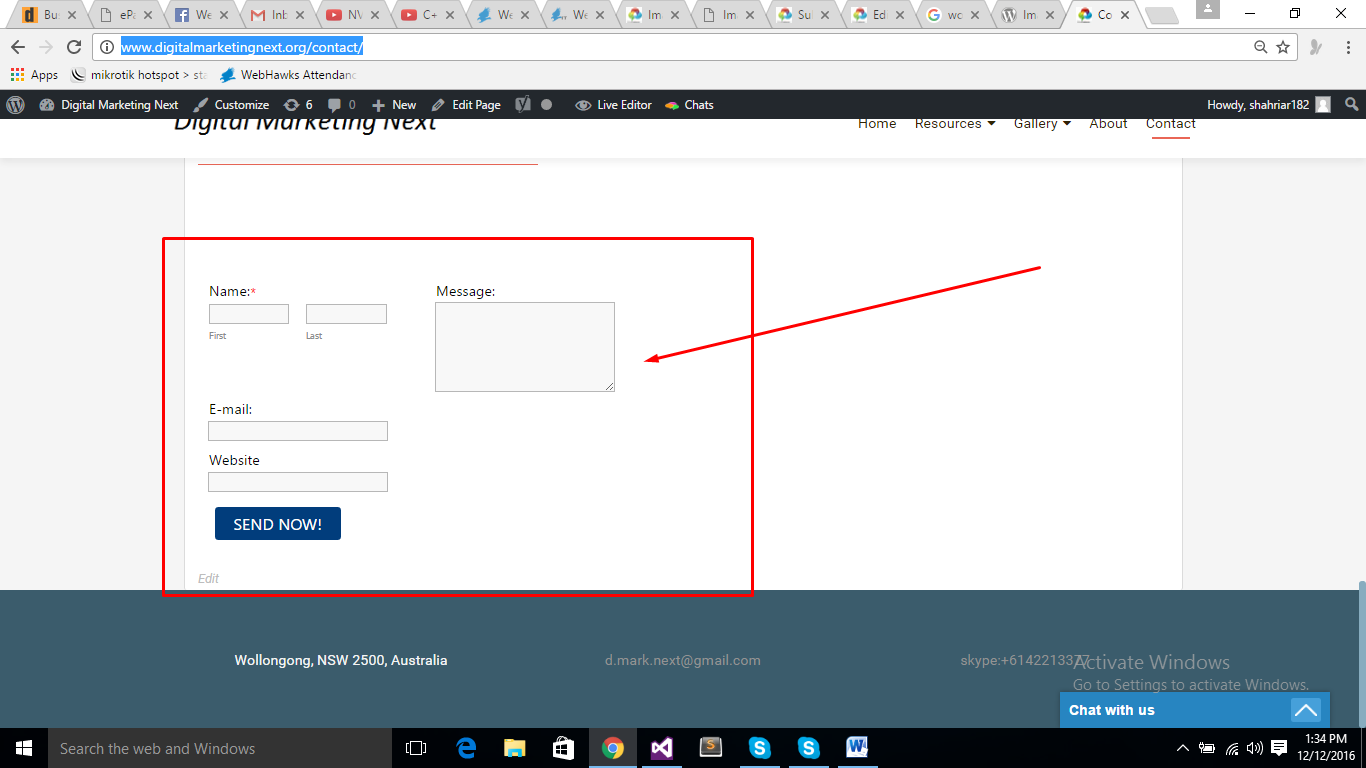 Bu
ePa
We
Inb
NV
C+
We
We
Im
Im
Su
Edi
wc
Im
Co
www.digitalmarketingnext.org/contact/
Apps
mikrotik hotspot > sta
WebHawks Attendanc
Digital Marketing Next
Customize
6
0
New
Edit Page
Live Editor
Chats
Howdy, shahriar182
Digital Marketing Next
Home
Resources
Gallery
About
Contact
Name:*
Message:
First
Last
E-mail:
Website
SEND NOW!
Edit
Wollongong, NSW 2500, Australia
d.mark.next@gmail.com
Activate Windows
Go to Settings to activate Windows.
Chat with us
Search the web and Windows
1:34 PM
12/12/2016